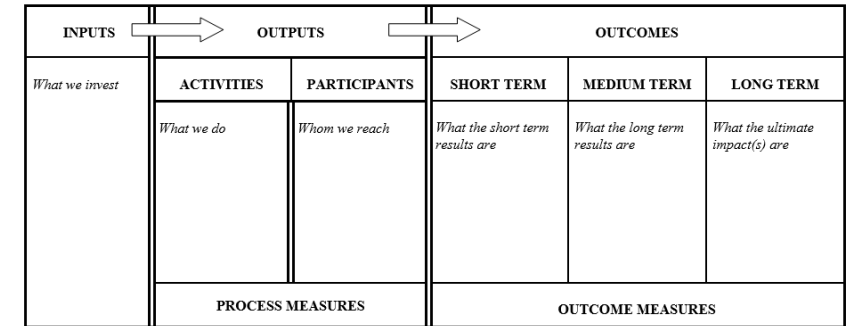 INPUTS
OUTPUTS
OUTCOMES
What we invest
ACTIVITIES
PARTICIPANTS
SHORT TERM
MEDIUM TERM
LONG TERM
What we do
Whom we reach
What the short term
results are
What the long term
results are
What the ultimate
impact(s) are
PROCESS MEASURES
OUTCOME MEASURES